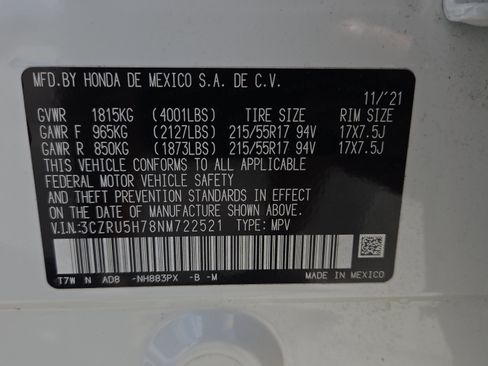 MFD.BY HONDA DE MEXICO S.A. DE C.V.
11/'21
GVWR 1815KG (4001LBS) TIRE SIZE RIM SIZE
GAWR F 965KG (2127LBS) 215/55R17 94V 17X7.5J
GAWR R 850KG (1873LBS) 215/55R17 94V 17X7.5J
THIS VEHICLE CONFORMS TO ALL APPLICABLE
FEDERAL MOTOR VEHICLE SAFETY
AND THEFT PREVENTION STANDARDS
IN EFFECT ON THE
DATE OF MANUFACTURE SHOWN ABOVE.
V.I.N.:3CZRU5H78NM722521 TYPE: MPV
T7W N AD8 -NH883PX -B -M
MADE IN MEXICO